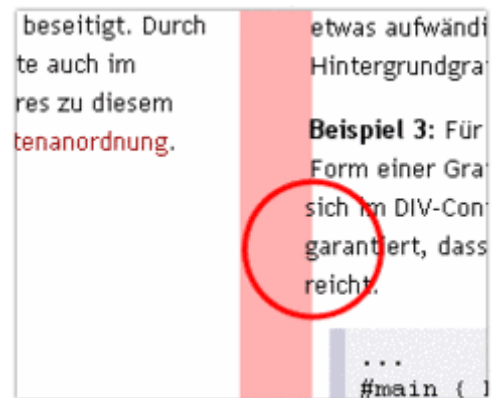 beseitigt. Durch
te auch im
res zu diesem
tenanordnung.
etwas aufwändi
Hintergrundgra
Beispiel 3: Für
Form einer Gra
sich im DIV-Con
garantiert, dass
reicht.
...
#main {